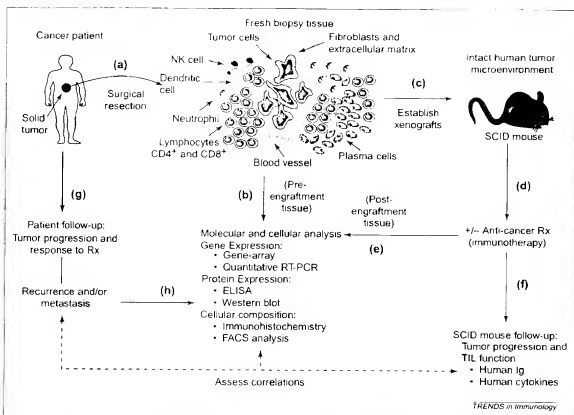 Fresh biopsy tissue
Cancer patient
Tumor cells
Fibroblasts and
extracellular matrix
Intact human tumor
microenvironment
(a)
NK cell
Surgical
resection
Dendritic
cell
Solid
tumor
Neutrophil
Lymphocytes
CD4+ and CD8+
Blood vessel
Plasma cells
(c)
Establish
xenografts
SCID mouse
(g)
(b)
(Pre-
engraftment
tissue)
(Post-
engraftment
tissue)
(d)
Patient follow-up:
Tumor progression and
response to Rx
Molecular and cellular analysis
Gene Expression:
• Gene-array
• Quantitative RT-PCR
Protein Expression:
• ELISA
• Western blot
Cellular composition:
• Immunohistochemistry
• FACS analysis
(e)
+/– Anti-cancer Rx
(immunotherapy)
(h)
Recurrence and/or
metastasis
(f)
SCID mouse follow-up:
Tumor progression and
TIL function
• Human Ig
• Human cytokines
Assess correlations
TRENDS in Immunology